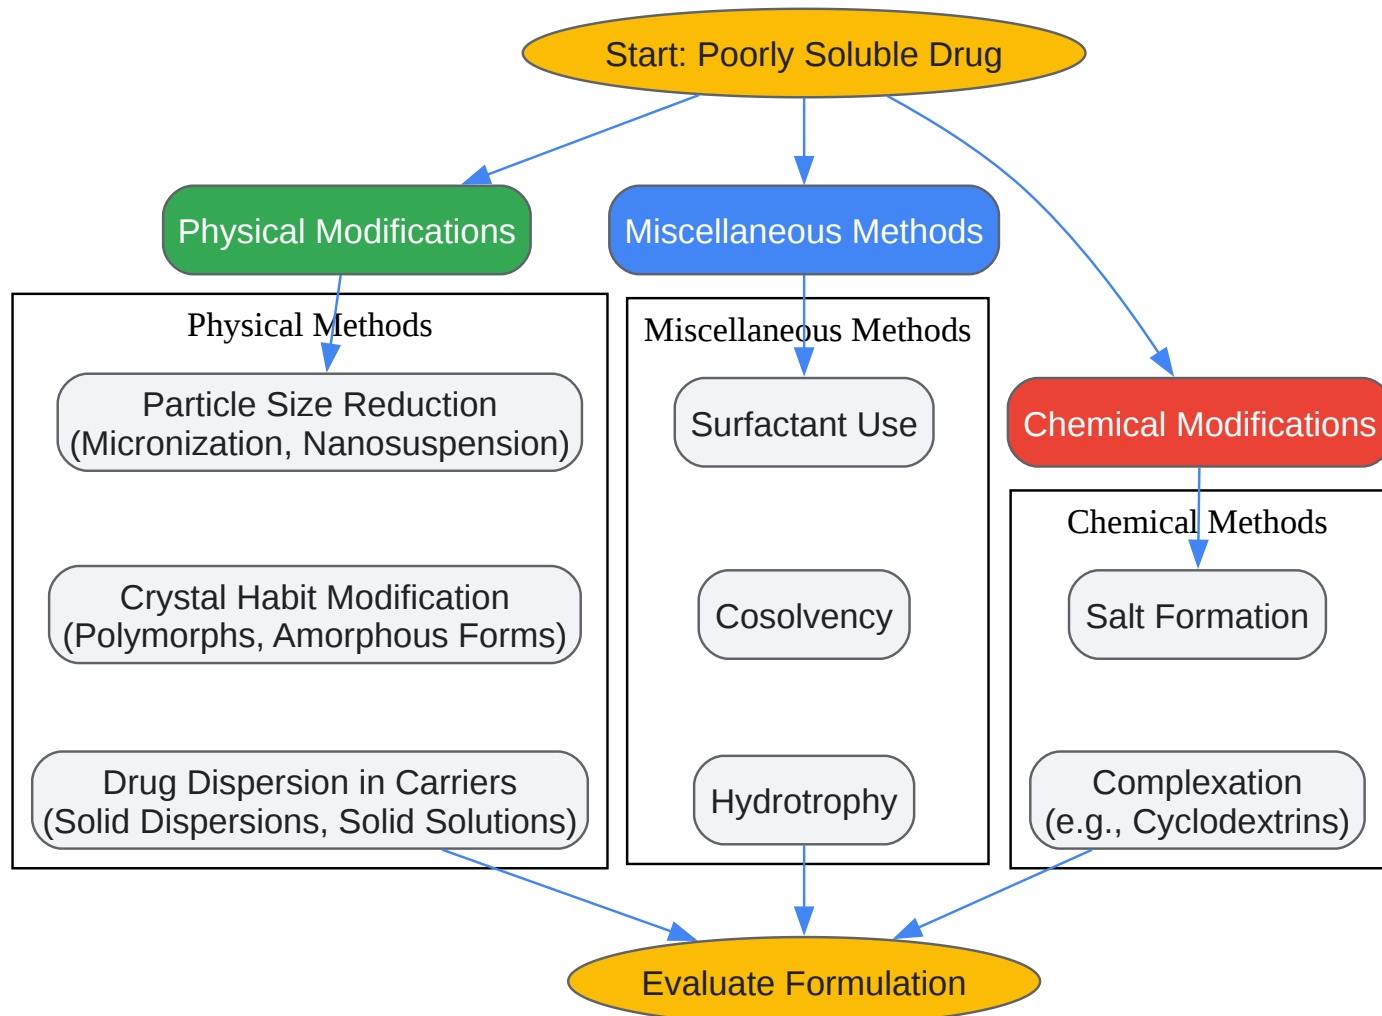 Start: Poorly Soluble Drug
Physical Modifications
Miscellaneous Methods
Chemical Modifications
Physical Methods
Particle Size Reduction
(Micronization, Nanosuspension)
Crystal Habit Modification
(Polymorphs, Amorphous Forms)
Drug Dispersion in Carriers
(Solid Dispersions, Solid Solutions)
Miscellaneous Methods
Surfactant Use
Cosolvency
Hydrotrophy
Chemical Methods
Salt Formation
Complexation
(e.g., Cyclodextrins)
Evaluate Formulation